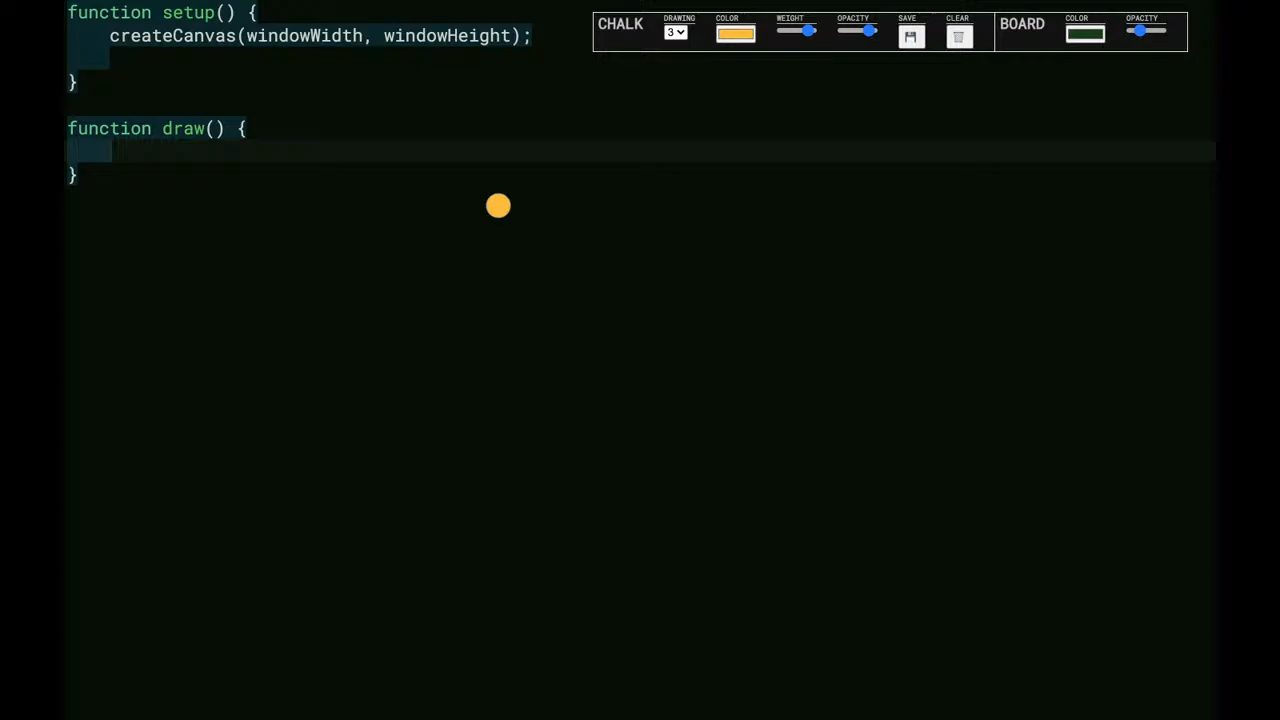 function setup() {
    createCanvas(windowWidth, windowHeight);
}
function draw() {
}
CHALK DRAWING COLOR WEIGHT OPACITY SAVE CLEAR BOARD COLOR OPACITY
3